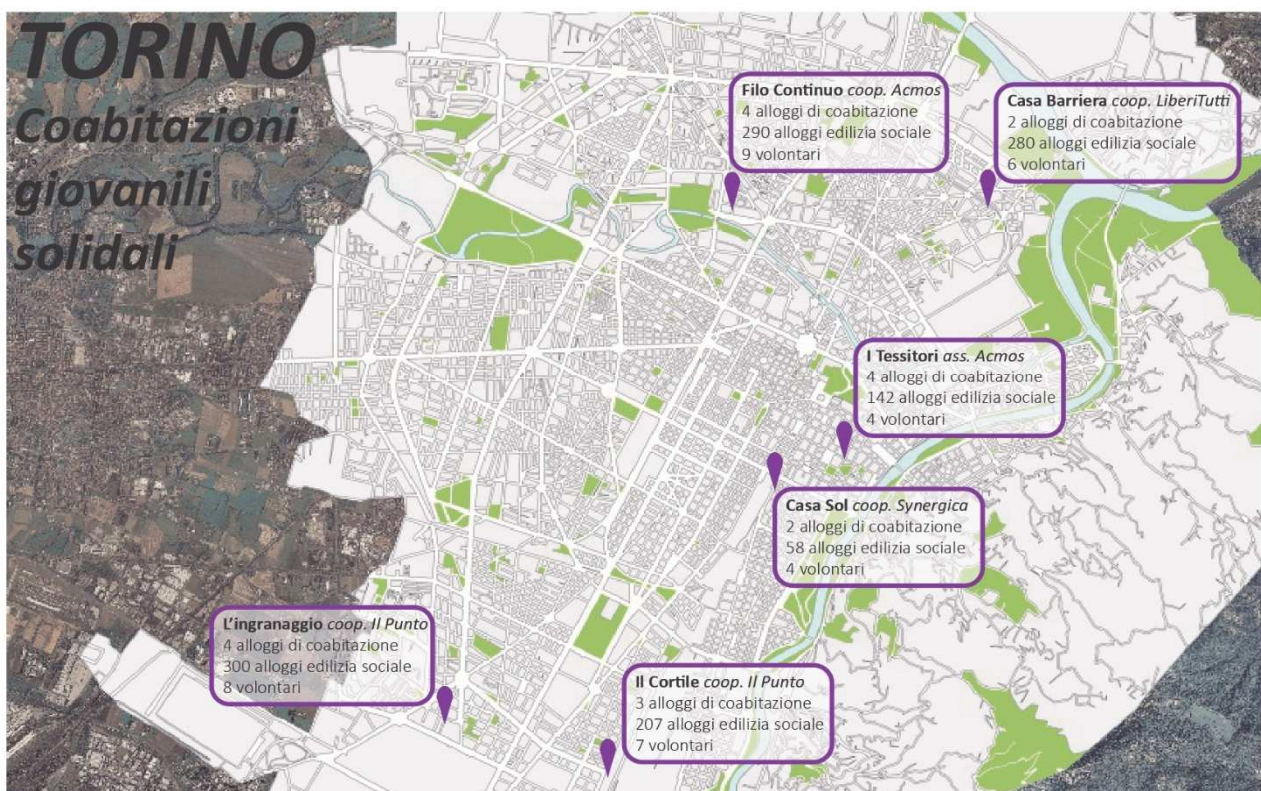 TORINO
Coabitazioni
giovanili
solidali
Filo Continuo coop. Acmos
4 alloggi di coabitazione
290 alloggi edilizia sociale
9 volontari
Casa Barriera coop. LiberiTutti
2 alloggi di coabitazione
280 alloggi edilizia sociale
6 volontari
I Tessitori ass. Acmos
4 alloggi di coabitazione
142 alloggi edilizia sociale
4 volontari
Casa Sol coop. Synergica
2 alloggi di coabitazione
58 alloggi edilizia sociale
4 volontari
L'ingranaggio coop. Il Punto
4 alloggi di coabitazione
300 alloggi edilizia sociale
8 volontari
Il Cortile coop. Il Punto
3 alloggi di coabitazione
207 alloggi edilizia sociale
7 volontari